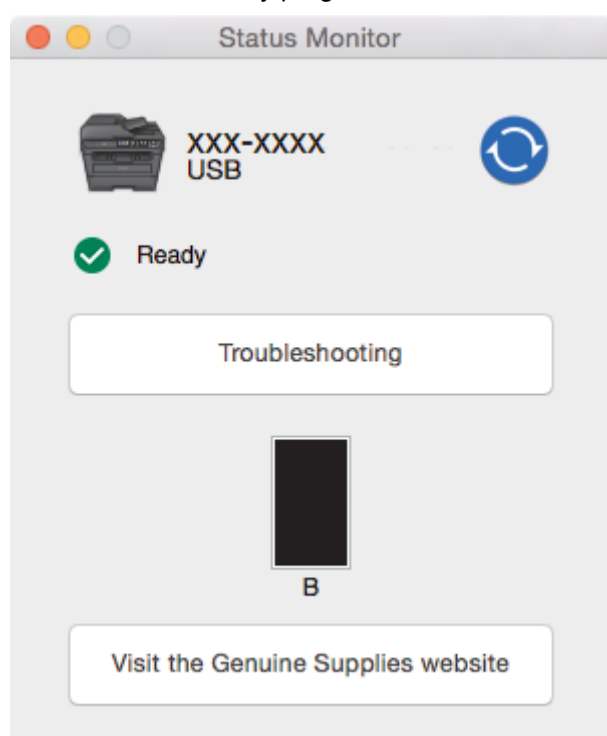 Status Monitor
XXX-XXXX
USB
Ready
Troubleshooting
B
Visit the Genuine Supplies website